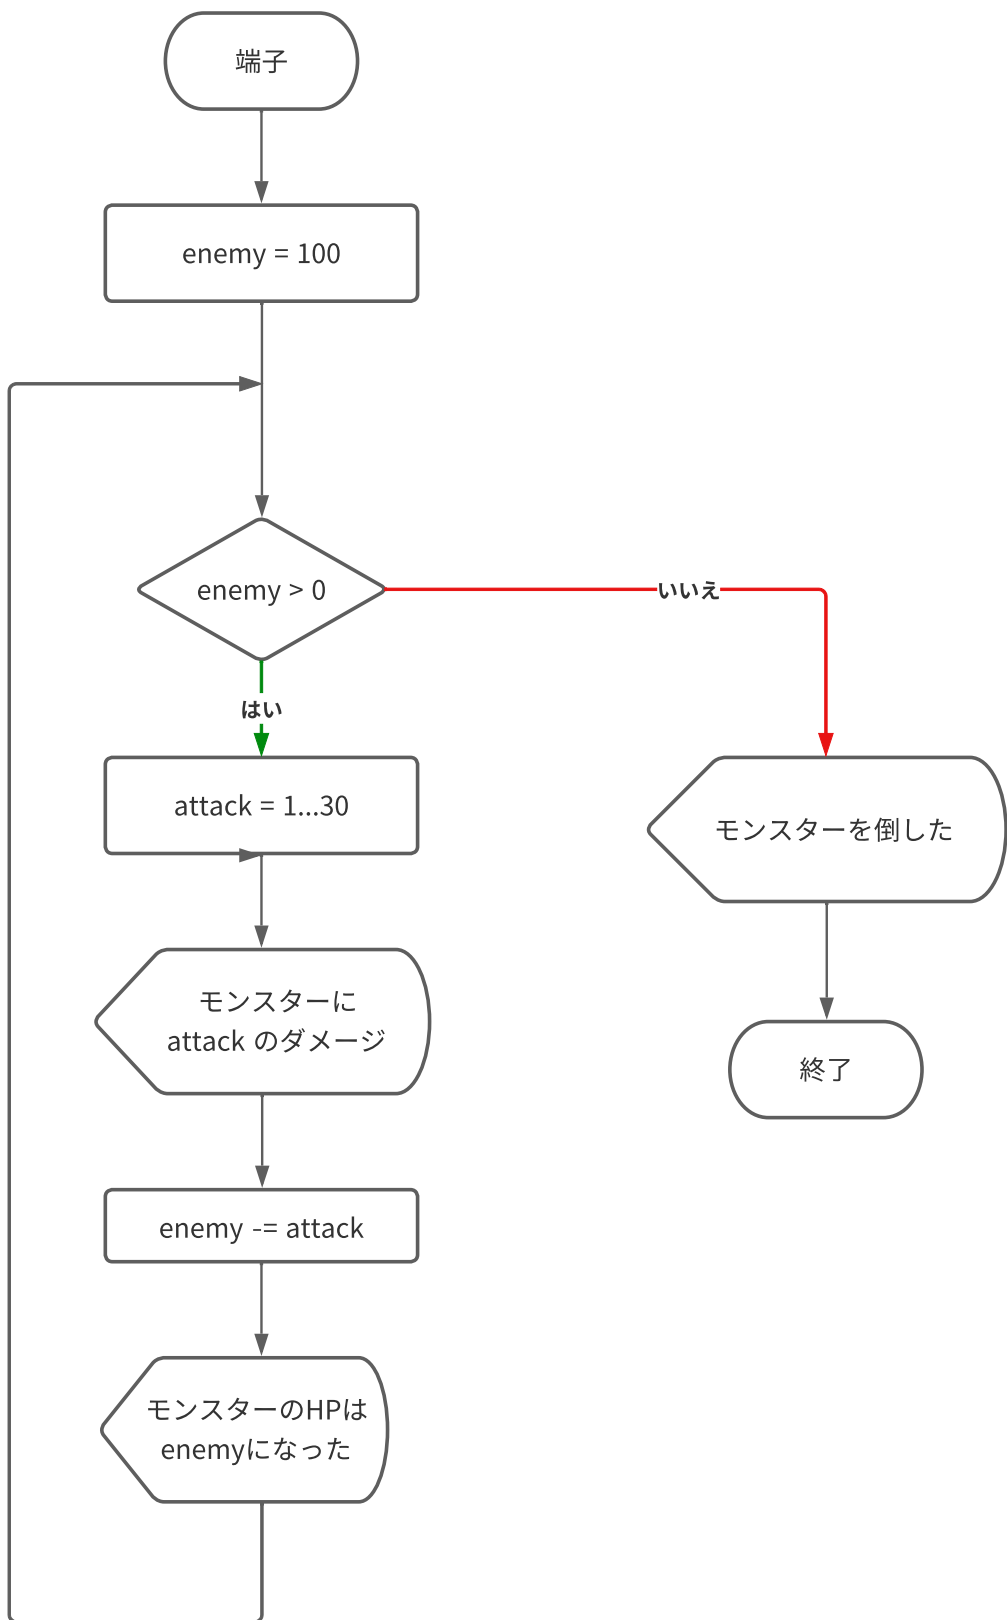 端子
enemy = 100
enemy > 0
いいえ
はい
attack = 1...30
モンスターに
attack のダメージ
enemy -= attack
モンスターのHPは
enemyになった
モンスターを倒した
終了